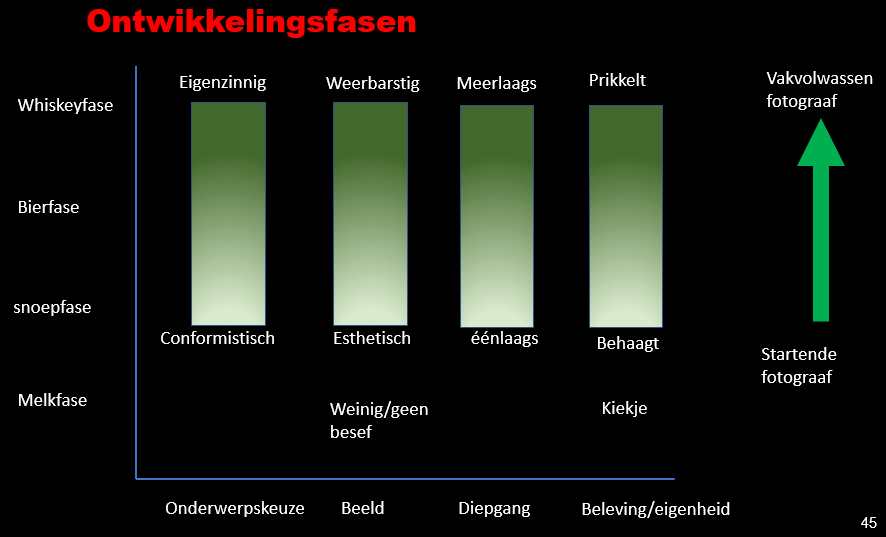 Ontwikkelingsfasen
Eigenzinnig
Weerbarstig
Meerlaags
Prikkelt
Vakvolwassen
fotograaf
Whiskeyfase
Bierfase
snoepfase
Conformistisch
Esthetisch
éénlaags
Behaagt
Startende
fotograaf
Melkfase
Weinig/geen
besef
Kiekje
Onderwerpskeuze
Beeld
Diepgang
Beleving/eigenheid
45